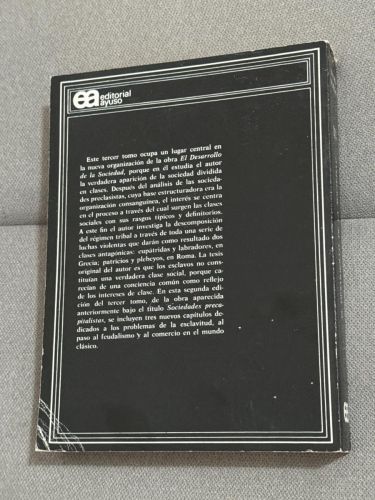 ea editorial
ayuso
Este tercer tomo ocupa un lugar central en
la nueva organización de la obra El Desarrollo
de la Sociedad, porque en él estudia el autor
la verdadera aparición de la sociedad dividida
en clases. Después del análisis de las socieda-
des preclasistas, cuya base estructuradora era la
organización consanguínea, el interés se centra
en el proceso a través del cual surgen las clases
sociales con sus rasgos típicos y definitorios.
A este fin el autor investiga la descomposición
del régimen tribal a través de toda una serie de
luchas violentas que darán como resultado dos
clases antagónicas: eupátridas y labradores, en
Grecia; patricios y plebeyos, en Roma. La tesis
original del autor es que los esclavos no cons-
tituían una verdadera clase social, porque ca-
recían de una conciencia común como reflejo
de los intereses de clase. En esta segunda edi-
ción del tercer tomo, de la obra aparecida
anteriormente bajo el título Sociedades preca-
pitalistas, se incluyen tres nuevos capítulos de-
dicados a los problemas de la esclavitud, al
paso al feudalismo y al comercio en el mundo
clásico.